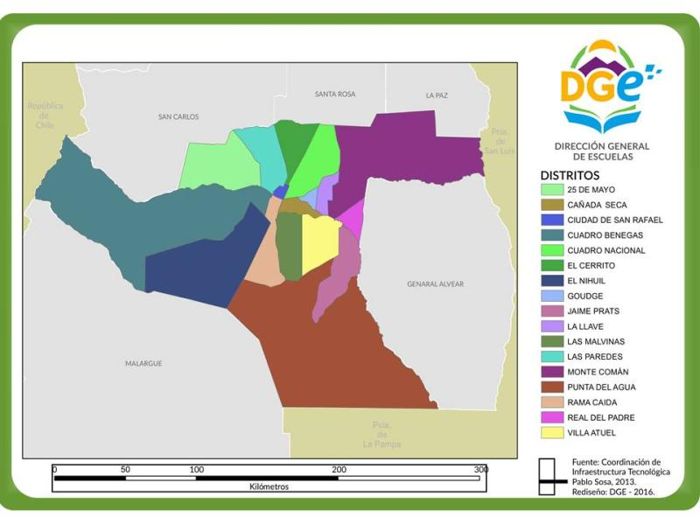 República
de Chile
SAN CARLOS
SANTA ROSA
LA PAZ
Pcia.
de
San Luis
GENARAL ALVEAR
MALARGUE
Pcia.
de
La Pampa
0 50 100 200 300
Kilómetros
DGe
DIRECCIÓN GENERAL
DE ESCUELAS
DISTRITOS
25 DE MAYO
CAÑADA SECA
CIUDAD DE SAN RAFAEL
CUADRO BENEGAS
CUADRO NACIONAL
EL CERRITO
EL NIHUIL
GOUDGE
JAIME PRATS
LA LLAVE
LAS MALVINAS
LAS PAREDES
MONTE COMÁN
PUNTA DEL AGUA
RAMA CAIDA
REAL DEL PADRE
VILLA ATUEL
Fuente: Coordinación de
Infraestructura Tecnológica
Pablo Sosa, 2013.
Rediseño: DGE - 2016.